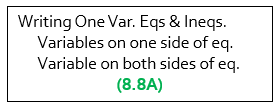 Writing One Var. Eqs & Ineqs.
Variables on one side of eq.
Variable on both sides of eq.
(8.8A)